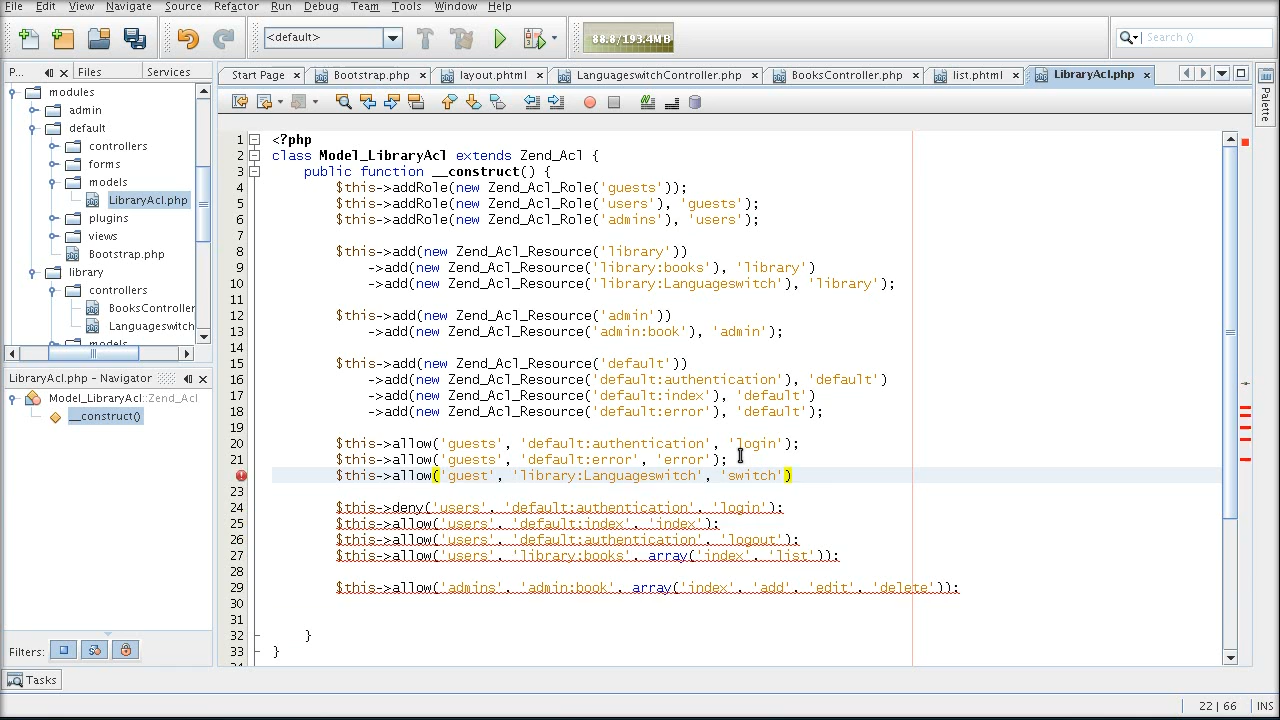 File Edit View Navigate Source Refactor Run Debug Team Tools Window Help
<default> 88.8/193.4MB Search ()
P... Files Services
Start Page Bootstrap.php layout.phtml LanguageswitchController.php BooksController.php list.phtml LibraryAcl.php
Palette
modules
admin
default
controllers
forms
models
LibraryAcl.php
plugins
views
Bootstrap.php
library
controllers
BooksController
Languageswitch
models
LibraryAcl.php - Navigator
Model_LibraryAcl::Zend_Acl
__construct()
Filters:
Tasks
1 <?php
2 class Model_LibraryAcl extends Zend_Acl {
3 public function __construct() {
4 $this->addRole(new Zend_Acl_Role('guests'));
5 $this->addRole(new Zend_Acl_Role('users'), 'guests');
6 $this->addRole(new Zend_Acl_Role('admins'), 'users');
7
8 $this->add(new Zend_Acl_Resource('library'))
9 ->add(new Zend_Acl_Resource('library:books'), 'library')
10 ->add(new Zend_Acl_Resource('library:Languageswitch'), 'library');
11
12 $this->add(new Zend_Acl_Resource('admin'))
13 ->add(new Zend_Acl_Resource('admin:book'), 'admin');
14
15 $this->add(new Zend_Acl_Resource('default'))
16 ->add(new Zend_Acl_Resource('default:authentication'), 'default')
17 ->add(new Zend_Acl_Resource('default:index'), 'default')
18 ->add(new Zend_Acl_Resource('default:error'), 'default');
19
20 $this->allow('guests', 'default:authentication', 'login');
21 $this->allow('guests', 'default:error', 'error');
$this->allow('guest', 'library:Languageswitch', 'switch')
23
24 $this->deny('users', 'default:authentication', 'login');
25 $this->allow('users', 'default:index', 'index');
26 $this->allow('users', 'default:authentication', 'logout');
27 $this->allow('users', 'library:books', array('index', 'list'));
28
29 $this->allow('admins', 'admin:book', array('index', 'add', 'edit', 'delete'));
30
31
32 }
33 }
22 | 66 INS